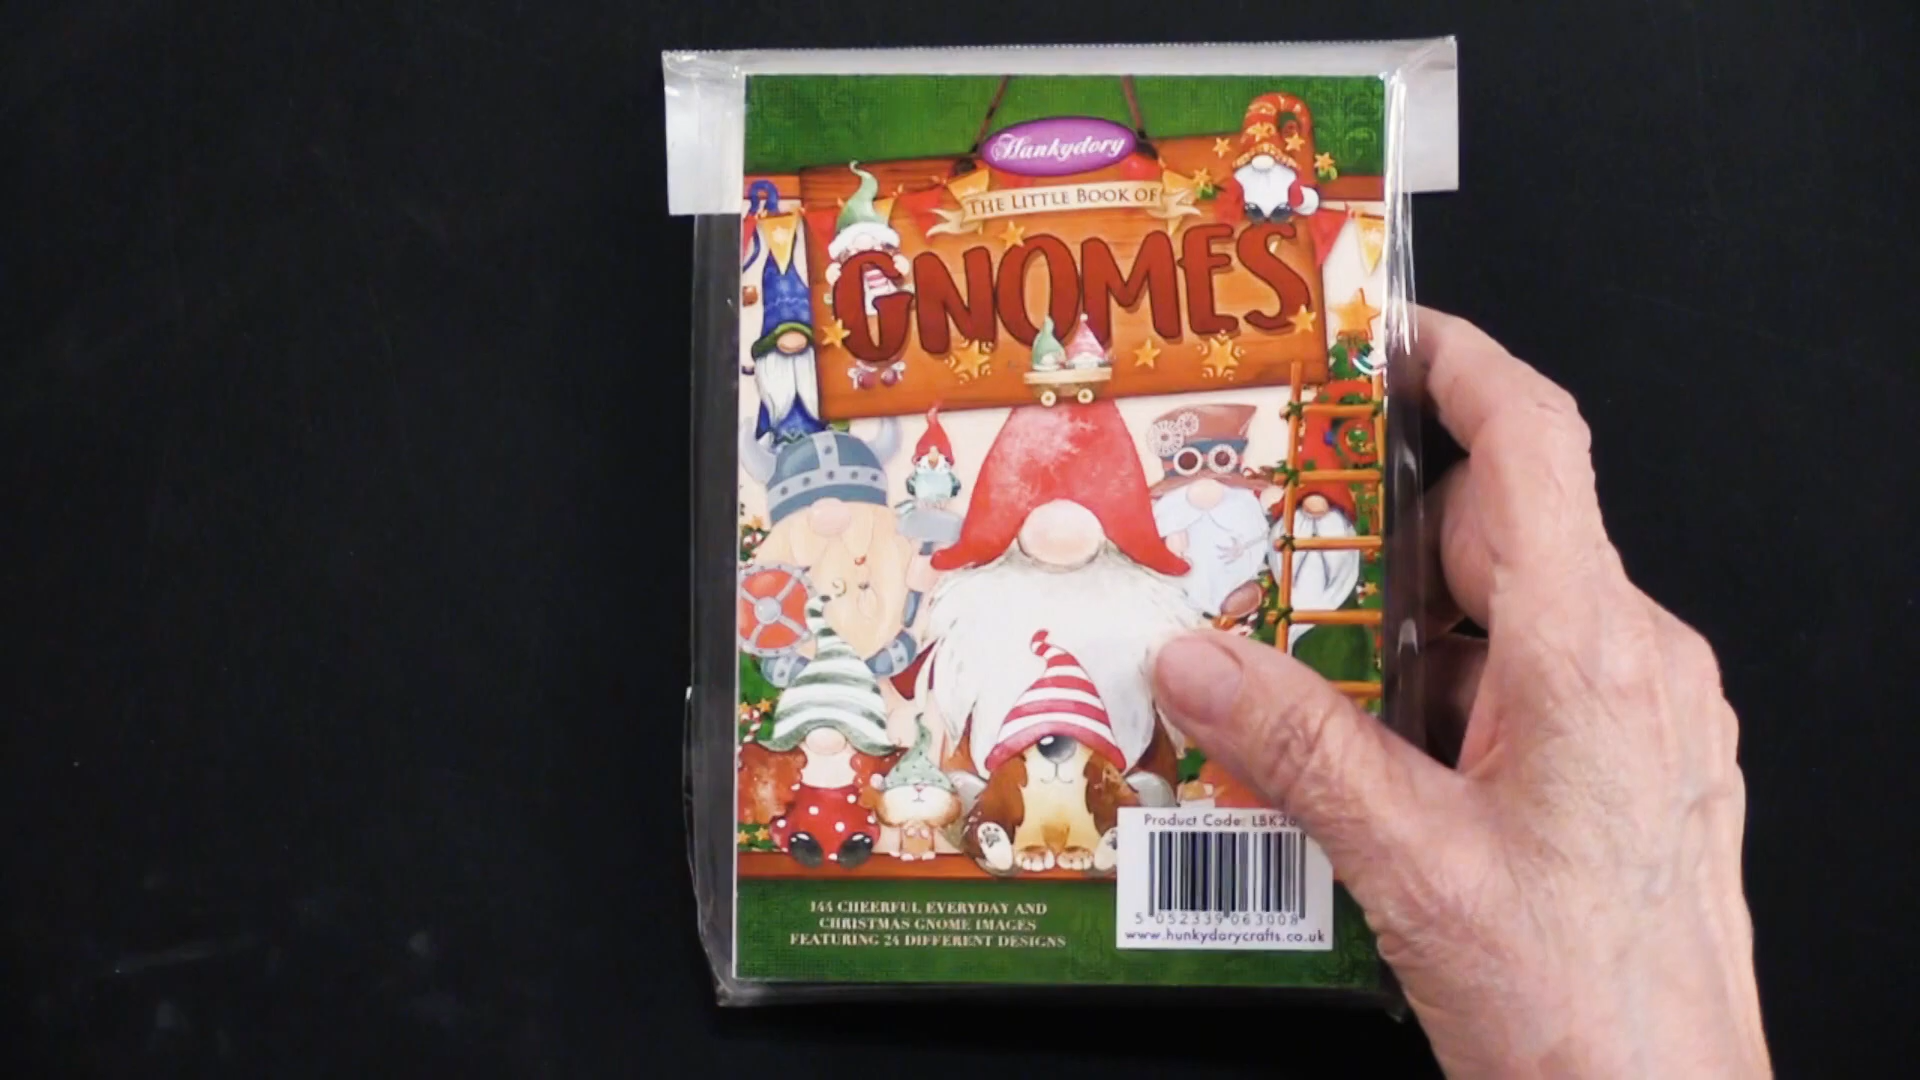 Hunkydory
THE LITTLE BOOK OF
GNOMES
Product Code: LBK26
5 052339 063008
www.hunkydorycrafts.co.uk
144 CHEERFUL EVERYDAY AND
CHRISTMAS GNOME IMAGES
FEATURING 24 DIFFERENT DESIGNS